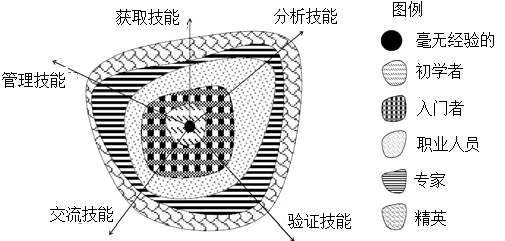 获取技能
分析技能
管理技能
交流技能
验证技能
图例
毫无经验的
初学者
入门者
职业人员
专家
精英